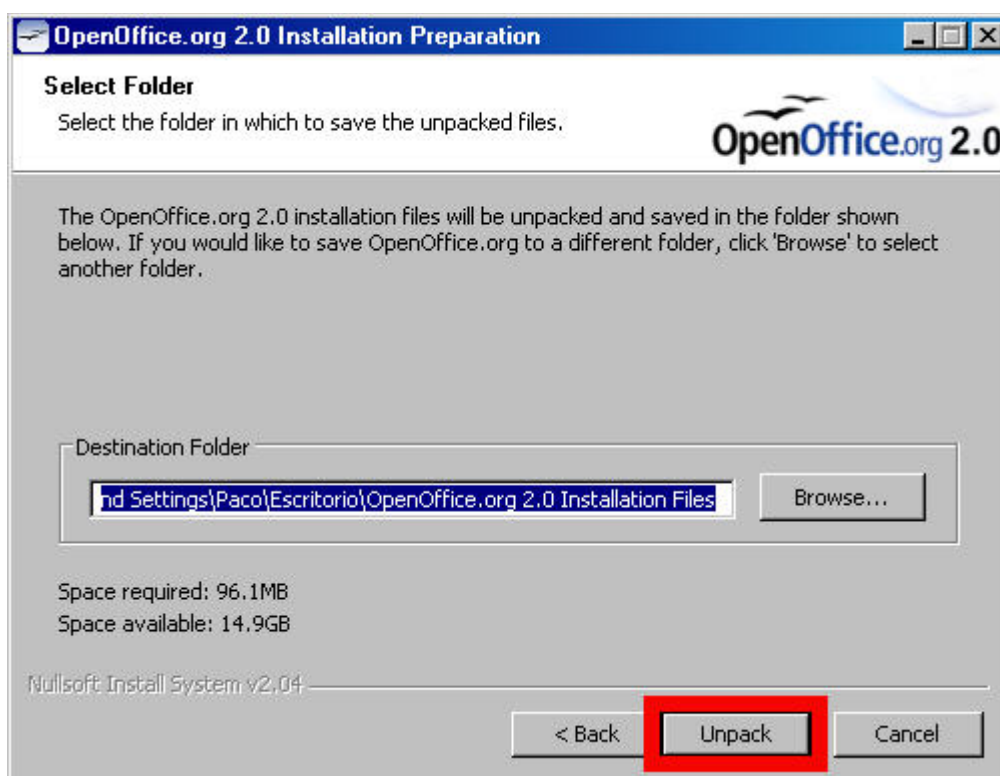 OpenOffice.org 2.0 Installation Preparation
Select Folder
Select the folder in which to save the unpacked files.
OpenOffice.org 2.0
The OpenOffice.org 2.0 installation files will be unpacked and saved in the folder shown
below. If you would like to save OpenOffice.org to a different folder, click 'Browse' to select
another folder.
Destination Folder
nd Settings\Paco\Escritorio\OpenOffice.org 2.0 Installation Files
Browse...
Space required: 96.1MB
Space available: 14.9GB
Nullsoft Install System v2.04
< Back
Unpack
Cancel